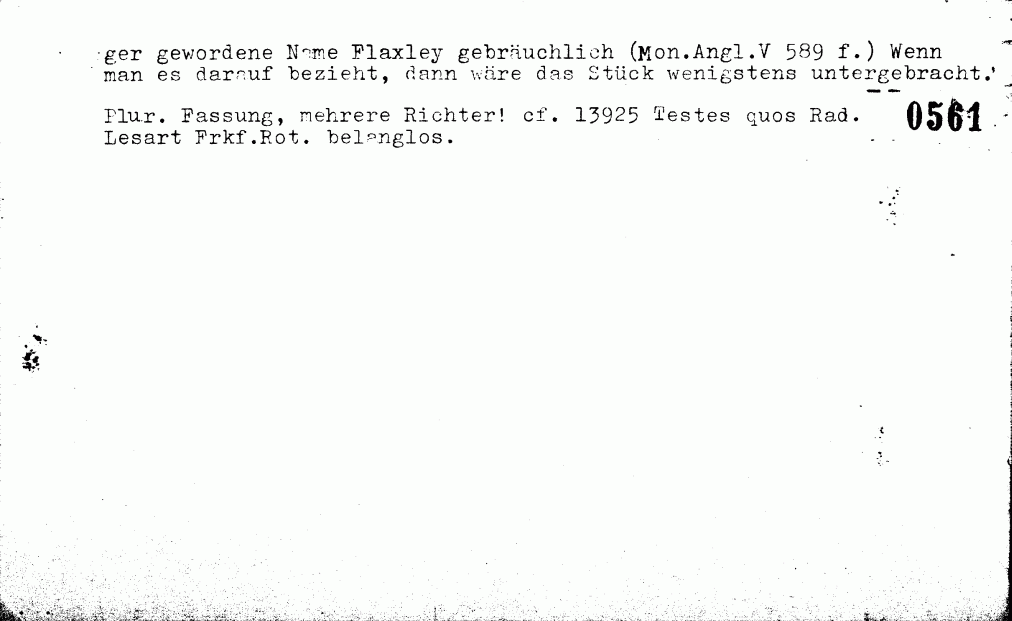 ger gewordene Name Flaxley gebräuchlich (Mon.Angl.V 589 f.) Wenn
man es darauf bezieht, dann wäre das Stück wenigstens untergebracht.'
Plur. Fassung, mehrere Richter! cf. 13925 Testes quos Rad.
0561
Lesart Frkf.Rot. belanglos.